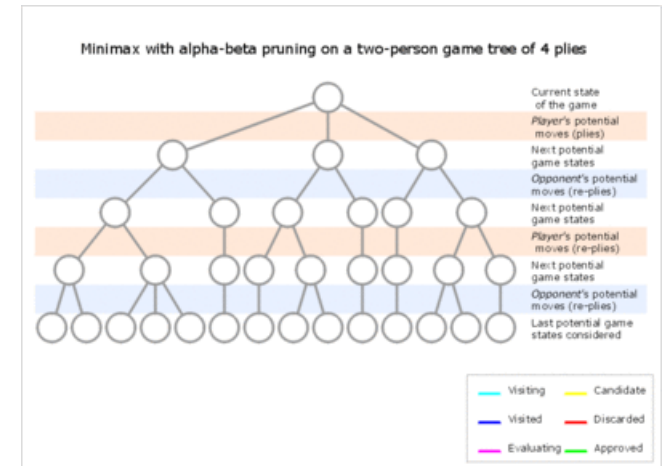 Minimax with alpha-beta pruning on a two-person game tree of 4 plies
Current state
of the game
Player's potential
moves (plies)
Next potential
game states
Opponent's potential
moves (re-plies)
Next potential
game states
Player's potential
moves (re-plies)
Next potential
game states
Opponent's potential
moves (re-plies)
Last potential game
states considered
Visiting Candidate
Visited Discarded
Evaluating Approved